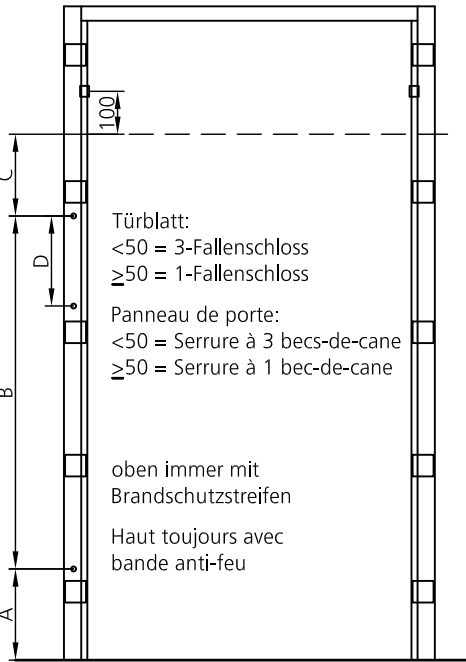 100
C
D
B
A
Türblatt:
<50 = 3-Fallenschloss
≥50 = 1-Fallenschloss
Panneau de porte:
<50 = Serrure à 3 becs-de-cane
≥50 = Serrure à 1 bec-de-cane
oben immer mit
Brandschutzstreifen
Haut toujours avec
bande anti-feu